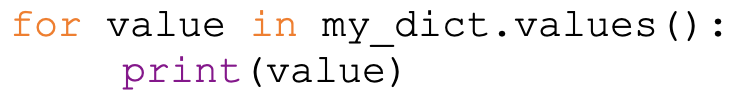 for value in my_dict.values():
    print(value)